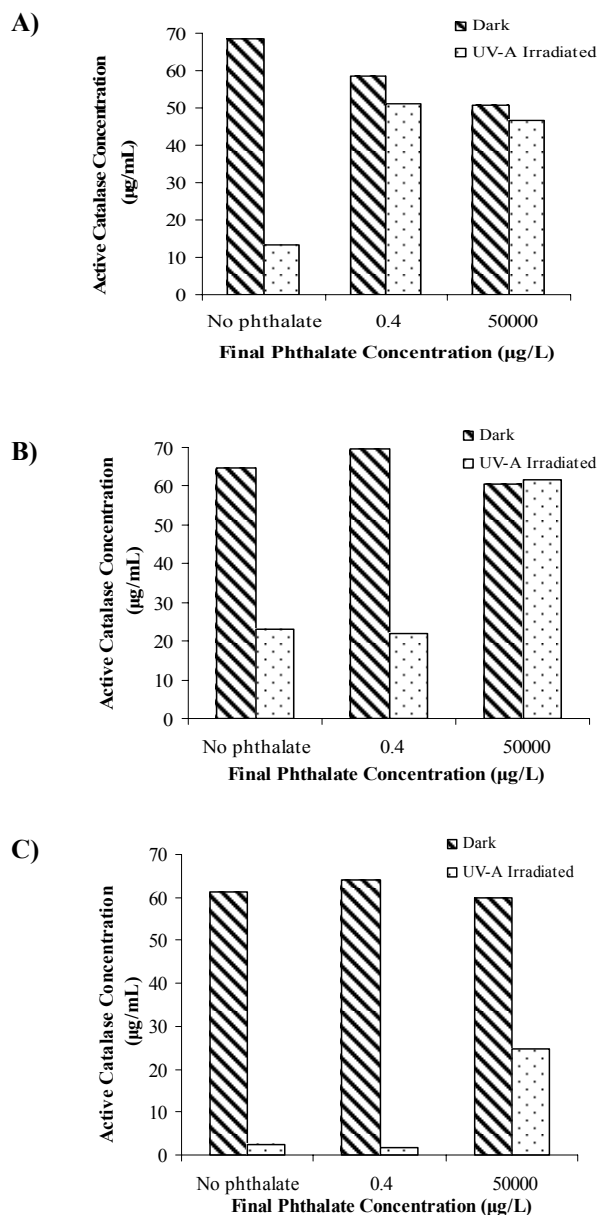 A)
Dark
UV-A Irradiated
Active Catalase Concentration
(µg/mL)
70
60
50
40
30
20
10
0
No phthalate 0.4 50000
Final Phthalate Concentration (µg/L)
B)
Dark
UV-A Irradiated
Active Catalase Concentration
(µg/mL)
70
60
50
40
30
20
10
0
No phthalate 0.4 50000
Final Phthalate Concentration (µg/L)
C)
Dark
UV-A Irradiated
Active Catalase Concentration
(µg/mL)
70
60
50
40
30
20
10
0
No phthalate 0.4 50000
Final Phthalate Concentration (µg/L)